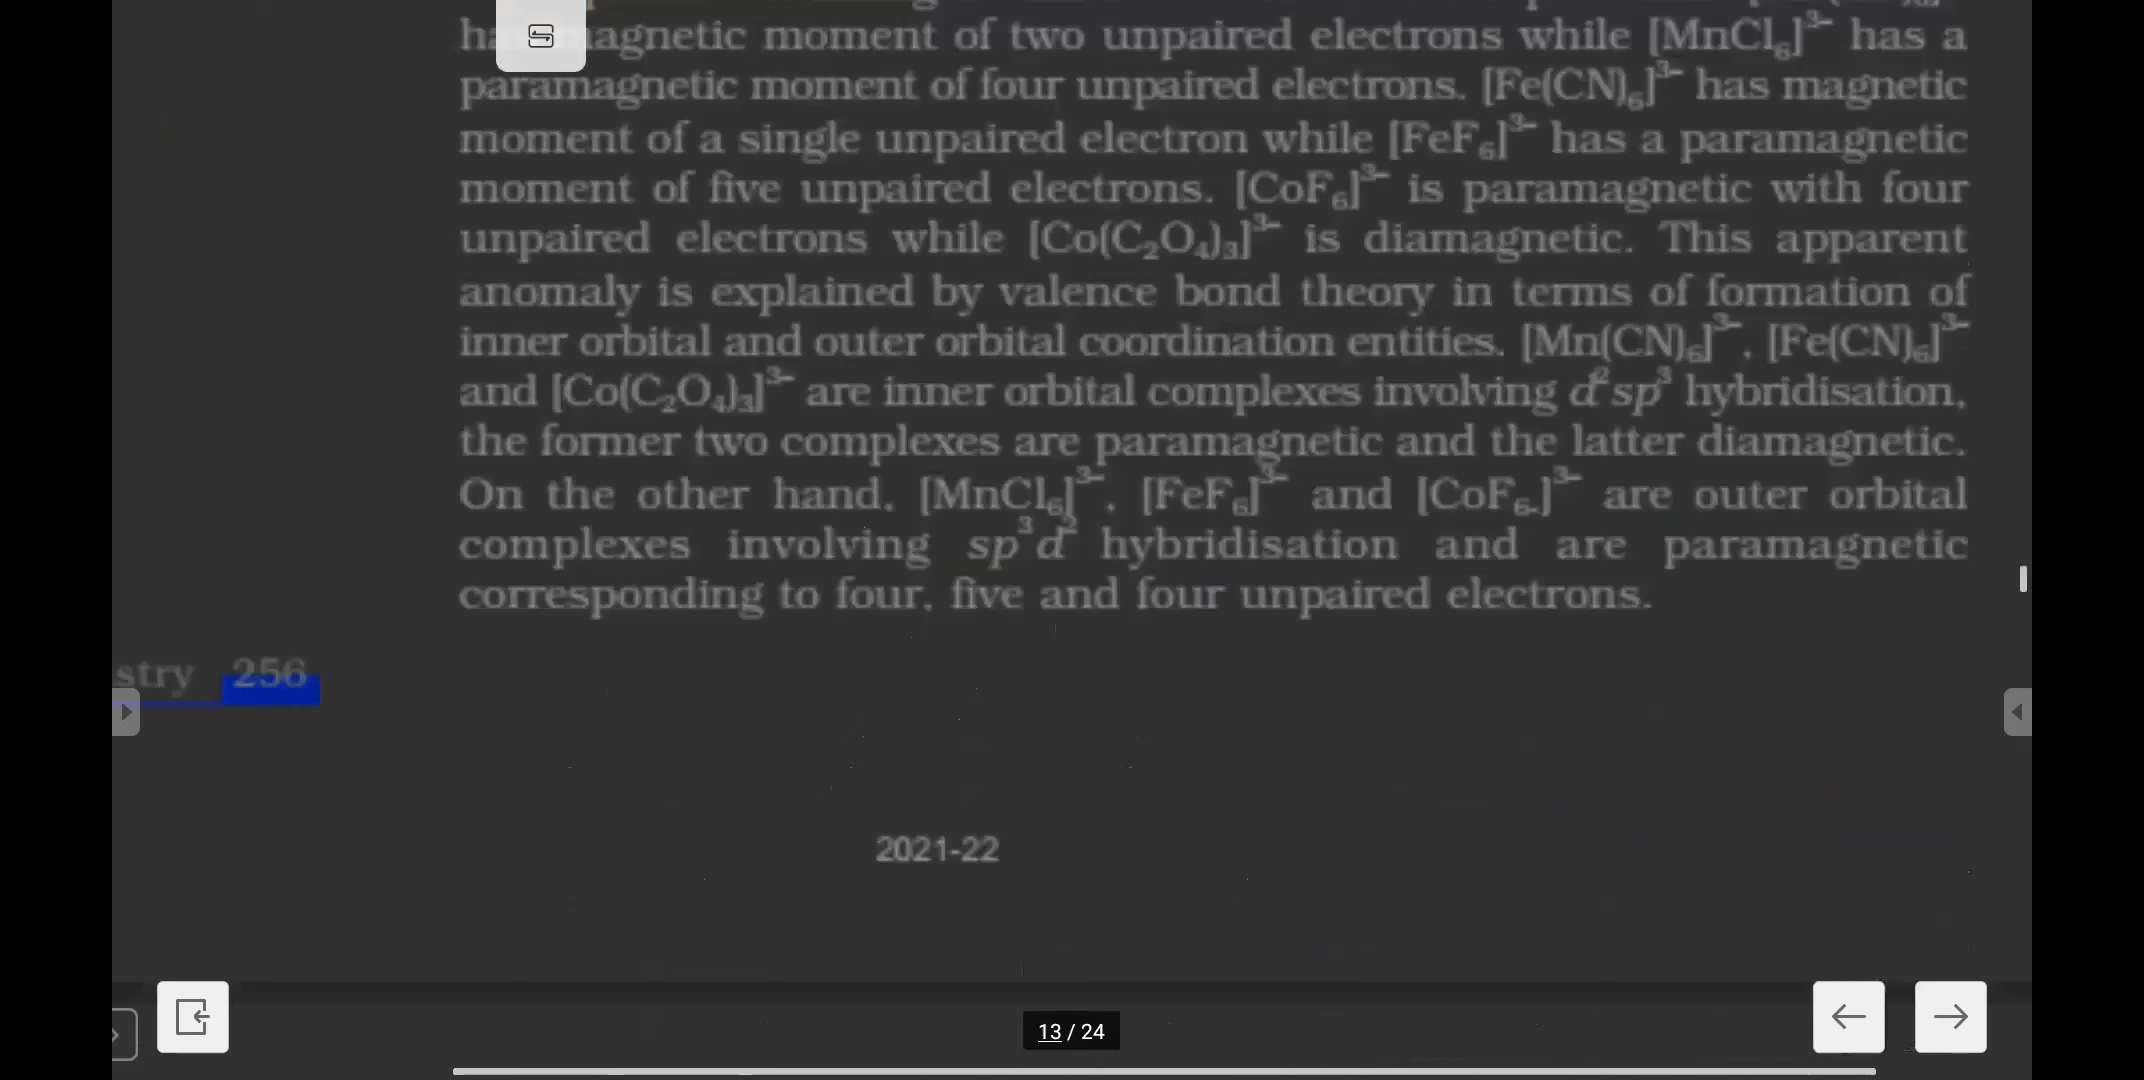 magnetic moment of two unpaired electrons while [MnCl₆]³⁻ has a
paramagnetic moment of four unpaired electrons. [Fe(CN)₆]³⁻ has magnetic
moment of a single unpaired electron while [FeF₆]³⁻ has a paramagnetic
moment of five unpaired electrons. [CoF₆]³⁻ is paramagnetic with four
unpaired electrons while [Co(C₂O₄)₃]³⁻ is diamagnetic. This apparent
anomaly is explained by valence bond theory in terms of formation of
inner orbital and outer orbital coordination entities. [Mn(CN)₆]³⁻, [Fe(CN)₆]³⁻
and [Co(C₂O₄)₃]³⁻ are inner orbital complexes involving d²sp³ hybridisation,
the former two complexes are paramagnetic and the latter diamagnetic.
On the other hand, [MnCl₆]³⁻, [FeF₆]³⁻ and [CoF₆₋]³⁻ are outer orbital
complexes involving sp³d² hybridisation and are paramagnetic
corresponding to four, five and four unpaired electrons.
stry 256
2021-22
13 / 24